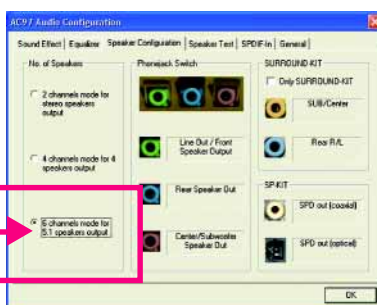 AC97 Audio Configuration
Sound Effect
Equalizer
Speaker Configuration
Speaker Test
SPDIF-In
General
No. of Speakers
2 channels mode for
stereo speakers
output
4 channels mode for 4
speakers output
6 channels mode for
5.1 speakers output
Phonejack Switch
Line Out / Front
Speaker Output
Rear Speaker Out
Center/Subwoofer
Speaker Out
SURROUND-KIT
Only SURROUND-KIT
SUB/Center
Rear R/L
SP-KIT
SPD out (coaxial)
SPD out (optical)
OK